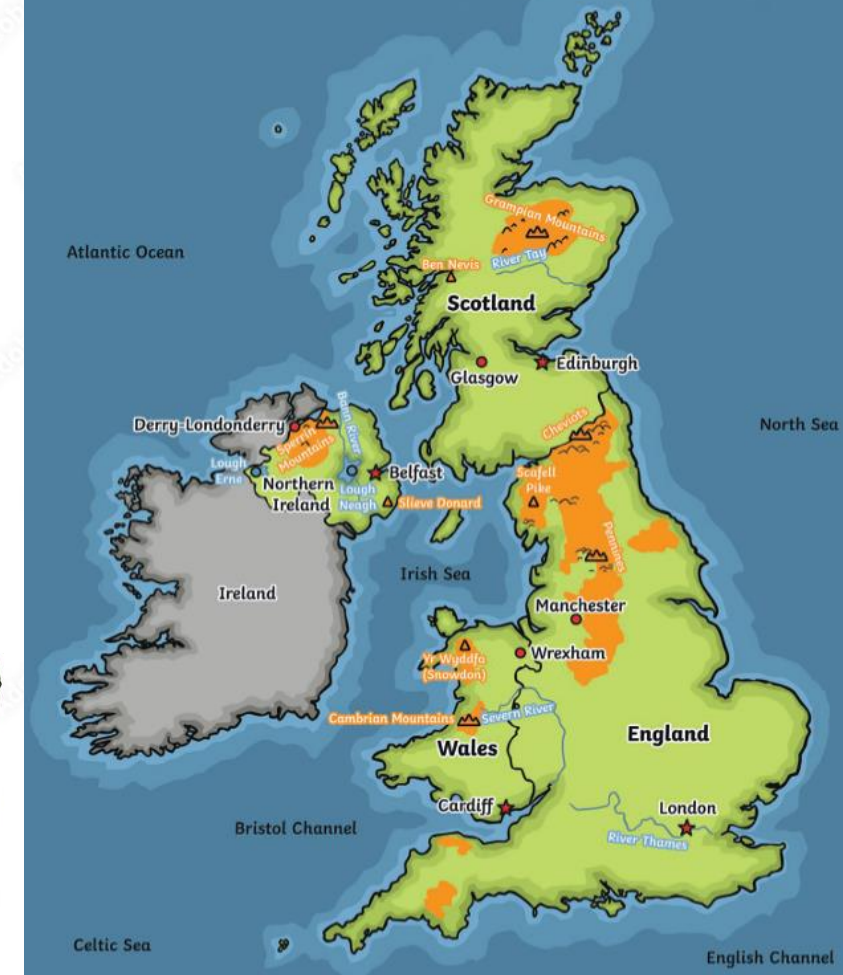 Grampian Mountains
Atlantic Ocean
River Tay
Ben Nevis
Scotland
Edinburgh
Glasgow
Bann River
Cheviots
Derry-Londonderry
North Sea
Sperrin
Mountains
Lough
Erne
Belfast
Scafell
Pike
Northern
Ireland
Lough
Neagh
Slieve Donard
Pennines
Irish Sea
Ireland
Manchester
Wrexham
Yr Wyddfa
(Snowdon)
Cambrian Mountains
Severn River
England
Wales
Cardiff
London
Bristol Channel
River Thames
Celtic Sea
English Channel